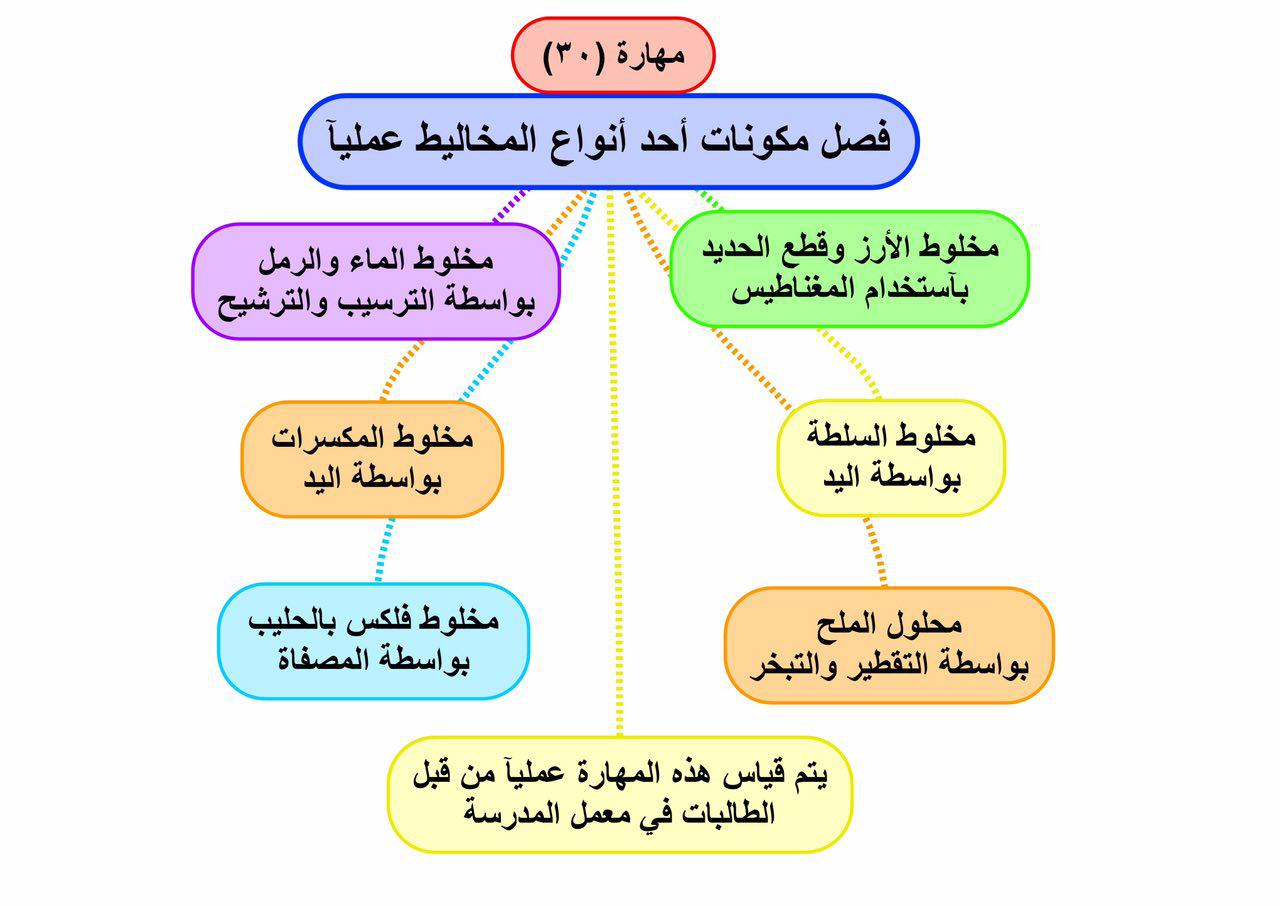 مهارة (٣٠)
فصل مكونات أحد أنواع المخاليط عمليآ
مخلوط الأرز وقطع الحديد
بآستخدام المغناطيس
مخلوط الماء والرمل
بواسطة الترسيب والترشيح
مخلوط السلطة
بواسطة اليد
مخلوط المكسرات
بواسطة اليد
محلول الملح
بواسطة التقطير والتبخر
مخلوط فلكس بالحليب
بواسطة المصفاة
يتم قياس هذه المهارة عمليآ من قبل
الطالبات في معمل المدرسة